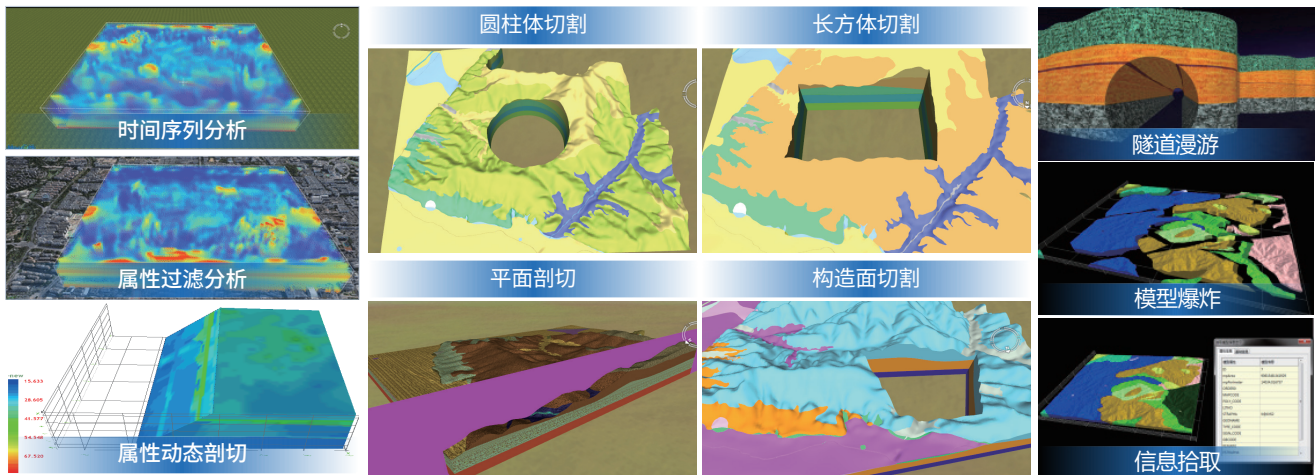 圆柱体切割
长方体切割
时间序列分析
隧道漫游
属性过滤分析
平面剖切
构造面切割
模型爆炸
15.633
28.605
41.577
54.548
67.520
属性动态剖切
信息拾取